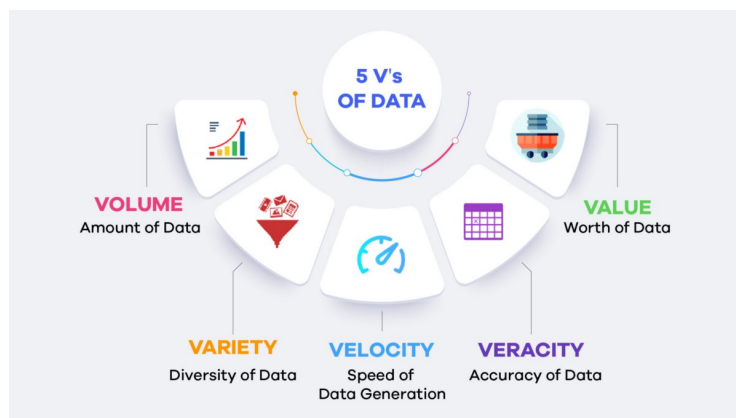 5 V's
OF DATA
VOLUME
Amount of Data
VARIETY
Diversity of Data
VELOCITY
Speed of
Data Generation
VERACITY
Accuracy of Data
VALUE
Worth of Data